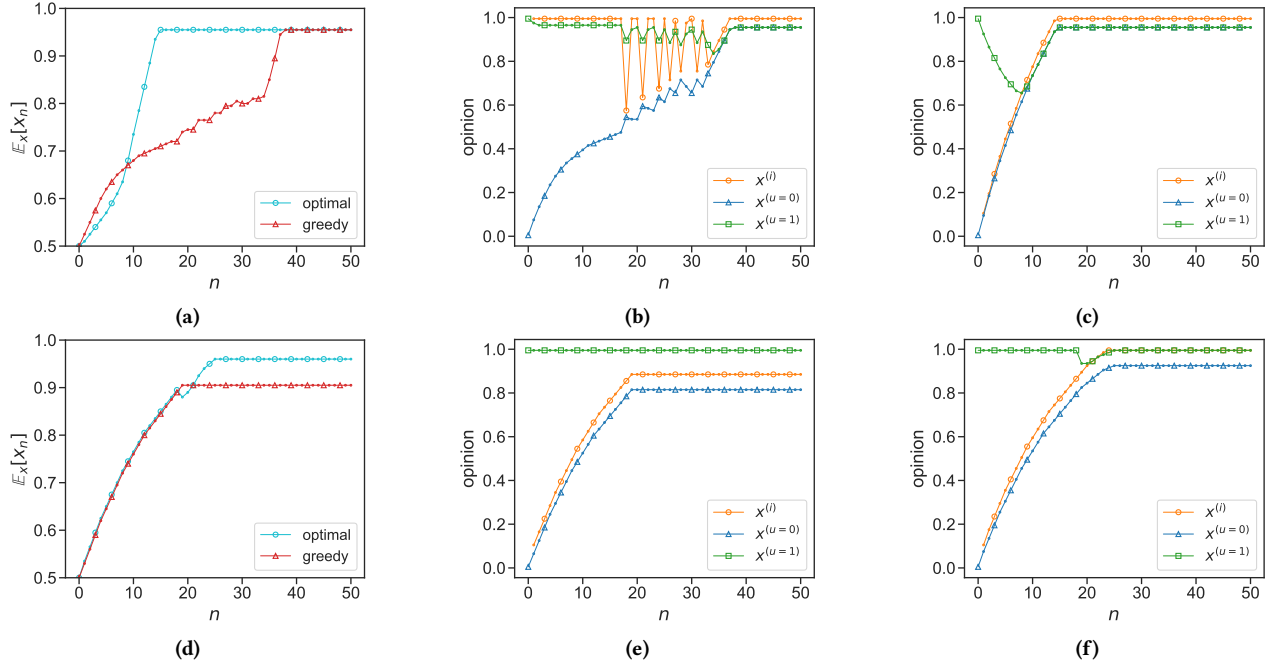 1.0
0.9
0.8
0.7
0.6
0.5
𝔼ₓ[xₙ]
optimal
greedy
0 10 20 30 40 50
n
(a)
1.0
0.8
0.6
0.4
0.2
0.0
opinion
x^(i)
x^(u=0)
x^(u=1)
0 10 20 30 40 50
n
(b)
1.0
0.8
0.6
0.4
0.2
0.0
opinion
x^(i)
x^(u=0)
x^(u=1)
0 10 20 30 40 50
n
(c)
1.0
0.9
0.8
0.7
0.6
0.5
𝔼ₓ[xₙ]
optimal
greedy
0 10 20 30 40 50
n
(d)
1.0
0.8
0.6
0.4
0.2
0.0
opinion
x^(i)
x^(u=0)
x^(u=1)
0 10 20 30 40 50
n
(e)
1.0
0.8
0.6
0.4
0.2
0.0
opinion
x^(i)
x^(u=0)
x^(u=1)
0 10 20 30 40 50
n
(f)